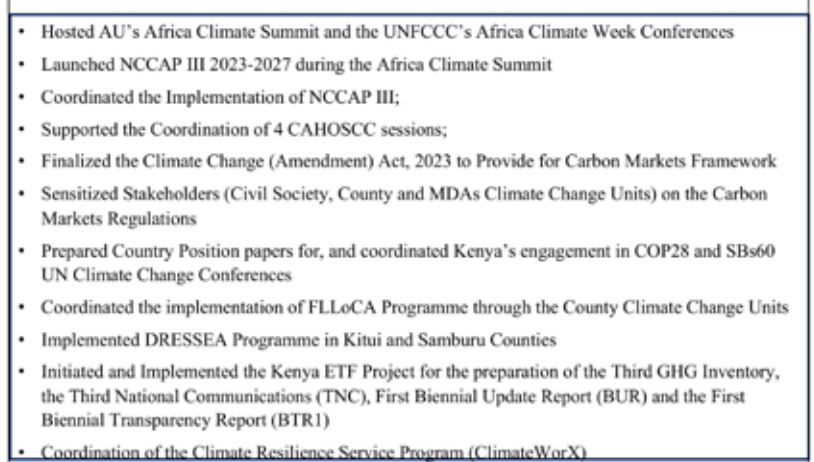 • Hosted AU's Africa Climate Summit and the UNFCCC's Africa Climate Week Conferences
• Launched NCCAP III 2023-2027 during the Africa Climate Summit
• Coordinated the Implementation of NCCAP III;
• Supported the Coordination of 4 CAHOSCC sessions;
• Finalized the Climate Change (Amendment) Act, 2023 to Provide for Carbon Markets Framework
• Sensitized Stakeholders (Civil Society, County and MDAs Climate Change Units) on the Carbon
Markets Regulations
• Prepared Country Position papers for, and coordinated Kenya's engagement in COP28 and SBs60
UN Climate Change Conferences
• Coordinated the implementation of FLLoCA Programme through the County Climate Change Units
• Implemented DRESSEA Programme in Kitui and Samburu Counties
• Initiated and Implemented the Kenya ETF Project for the preparation of the Third GHG Inventory,
the Third National Communications (TNC), First Biennial Update Report (BUR) and the First
Biennial Transparency Report (BTR1)
• Coordination of the Climate Resilience Service Program (ClimateWorX)